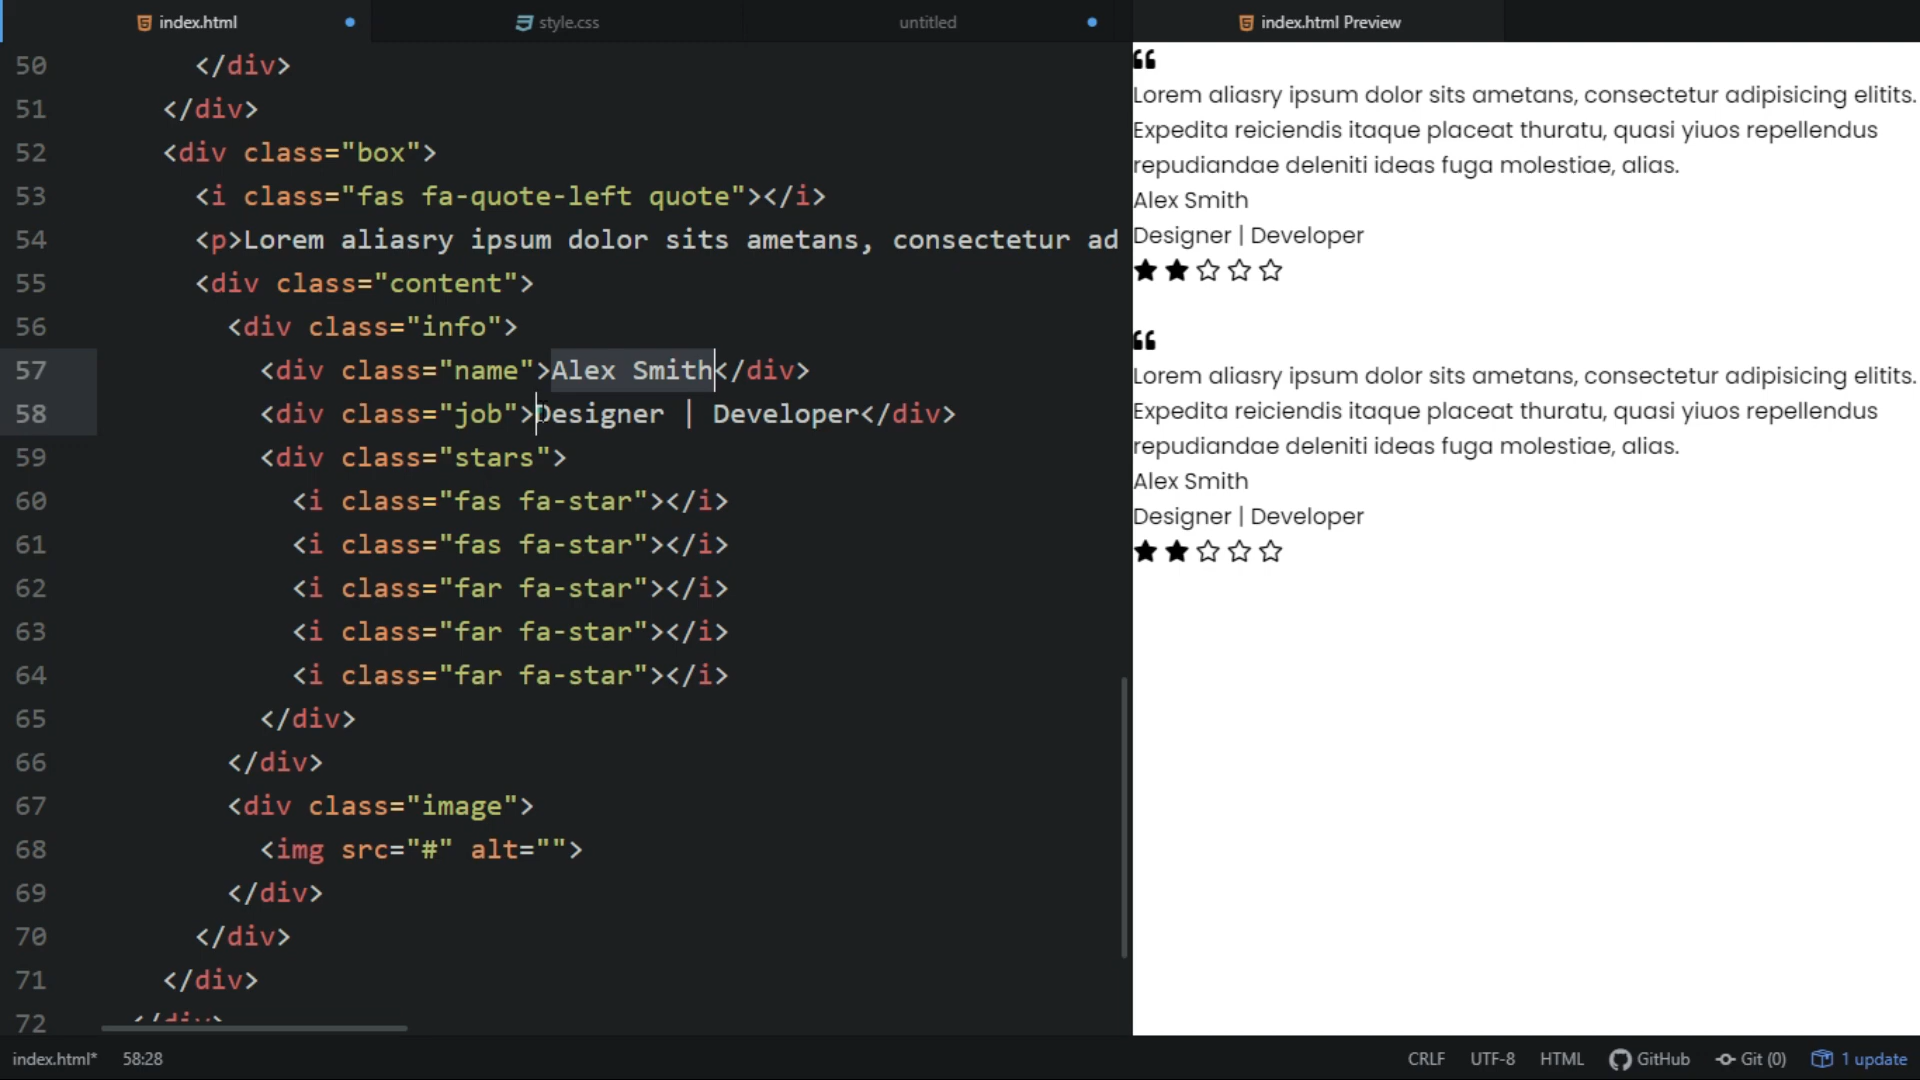 index.html
style.css
untitled
index.html Preview
50 </div>
51 </div>
52 <div class="box">
53 <i class="fas fa-quote-left quote"></i>
54 <p>Lorem aliasry ipsum dolor sits ametans, consectetur ad
55 <div class="content">
56 <div class="info">
57 <div class="name">Alex Smith</div>
58 <div class="job">Designer | Developer</div>
59 <div class="stars">
60 <i class="fas fa-star"></i>
61 <i class="fas fa-star"></i>
62 <i class="far fa-star"></i>
63 <i class="far fa-star"></i>
64 <i class="far fa-star"></i>
65 </div>
66 </div>
67 <div class="image">
68 <img src="#" alt="">
69 </div>
70 </div>
71 </div>
72 </div>
“
Lorem aliasry ipsum dolor sits ametans, consectetur adipisicing elitits.
Expedita reiciendis itaque placeat thuratu, quasi yiuos repellendus
repudiandae deleniti ideas fuga molestiae, alias.
Alex Smith
Designer | Developer
“
Lorem aliasry ipsum dolor sits ametans, consectetur adipisicing elitits.
Expedita reiciendis itaque placeat thuratu, quasi yiuos repellendus
repudiandae deleniti ideas fuga molestiae, alias.
Alex Smith
Designer | Developer
index.html* 58:28
CRLF UTF-8 HTML GitHub Git (0) 1 update